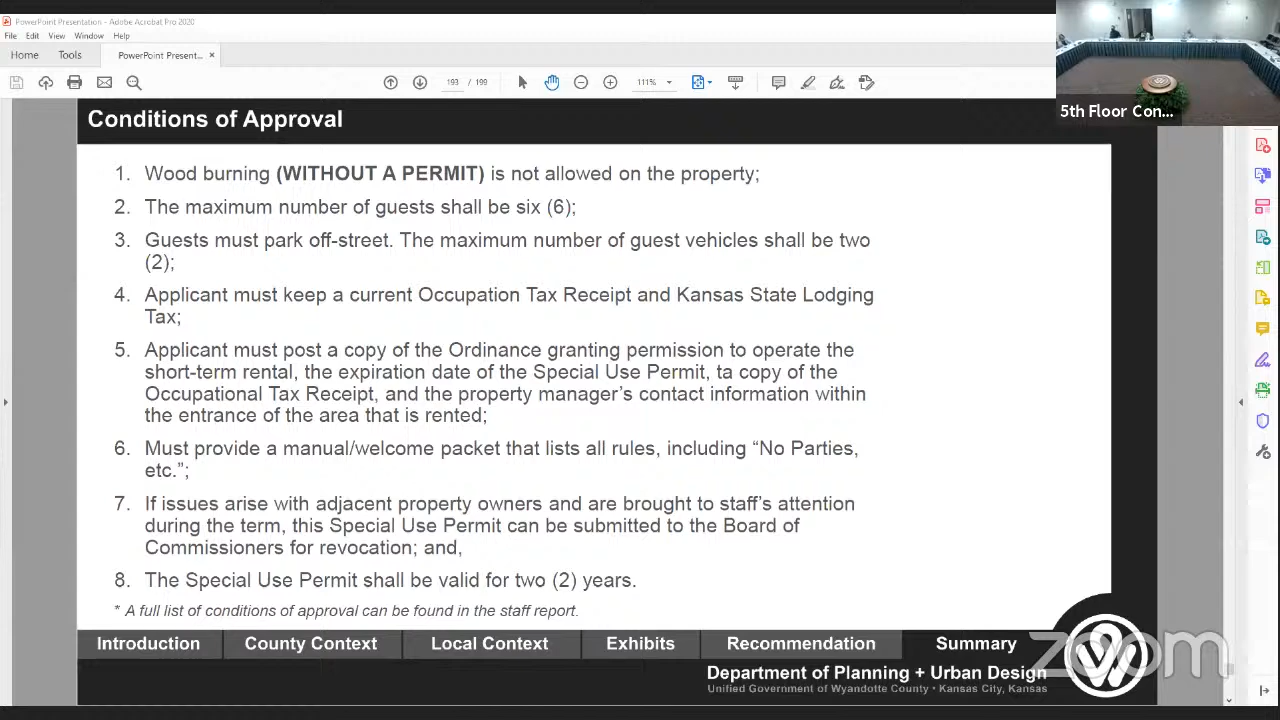 PowerPoint Presentation - Adobe Acrobat Pro 2020
File Edit View Window Help
Home Tools PowerPoint Present... ×
193 / 199 111%
5th Floor Con...
Conditions of Approval
1. Wood burning (WITHOUT A PERMIT) is not allowed on the property;
2. The maximum number of guests shall be six (6);
3. Guests must park off-street. The maximum number of guest vehicles shall be two
(2);
4. Applicant must keep a current Occupation Tax Receipt and Kansas State Lodging
Tax;
5. Applicant must post a copy of the Ordinance granting permission to operate the
short-term rental, the expiration date of the Special Use Permit, ta copy of the
Occupational Tax Receipt, and the property manager's contact information within
the entrance of the area that is rented;
6. Must provide a manual/welcome packet that lists all rules, including “No Parties,
etc.”;
7. If issues arise with adjacent property owners and are brought to staff's attention
during the term, this Special Use Permit can be submitted to the Board of
Commissioners for revocation; and,
8. The Special Use Permit shall be valid for two (2) years.
* A full list of conditions of approval can be found in the staff report.
Introduction County Context Local Context Exhibits Recommendation Summary
zoom
Department of Planning + Urban Design
Unified Government of Wyandotte County • Kansas City, Kansas